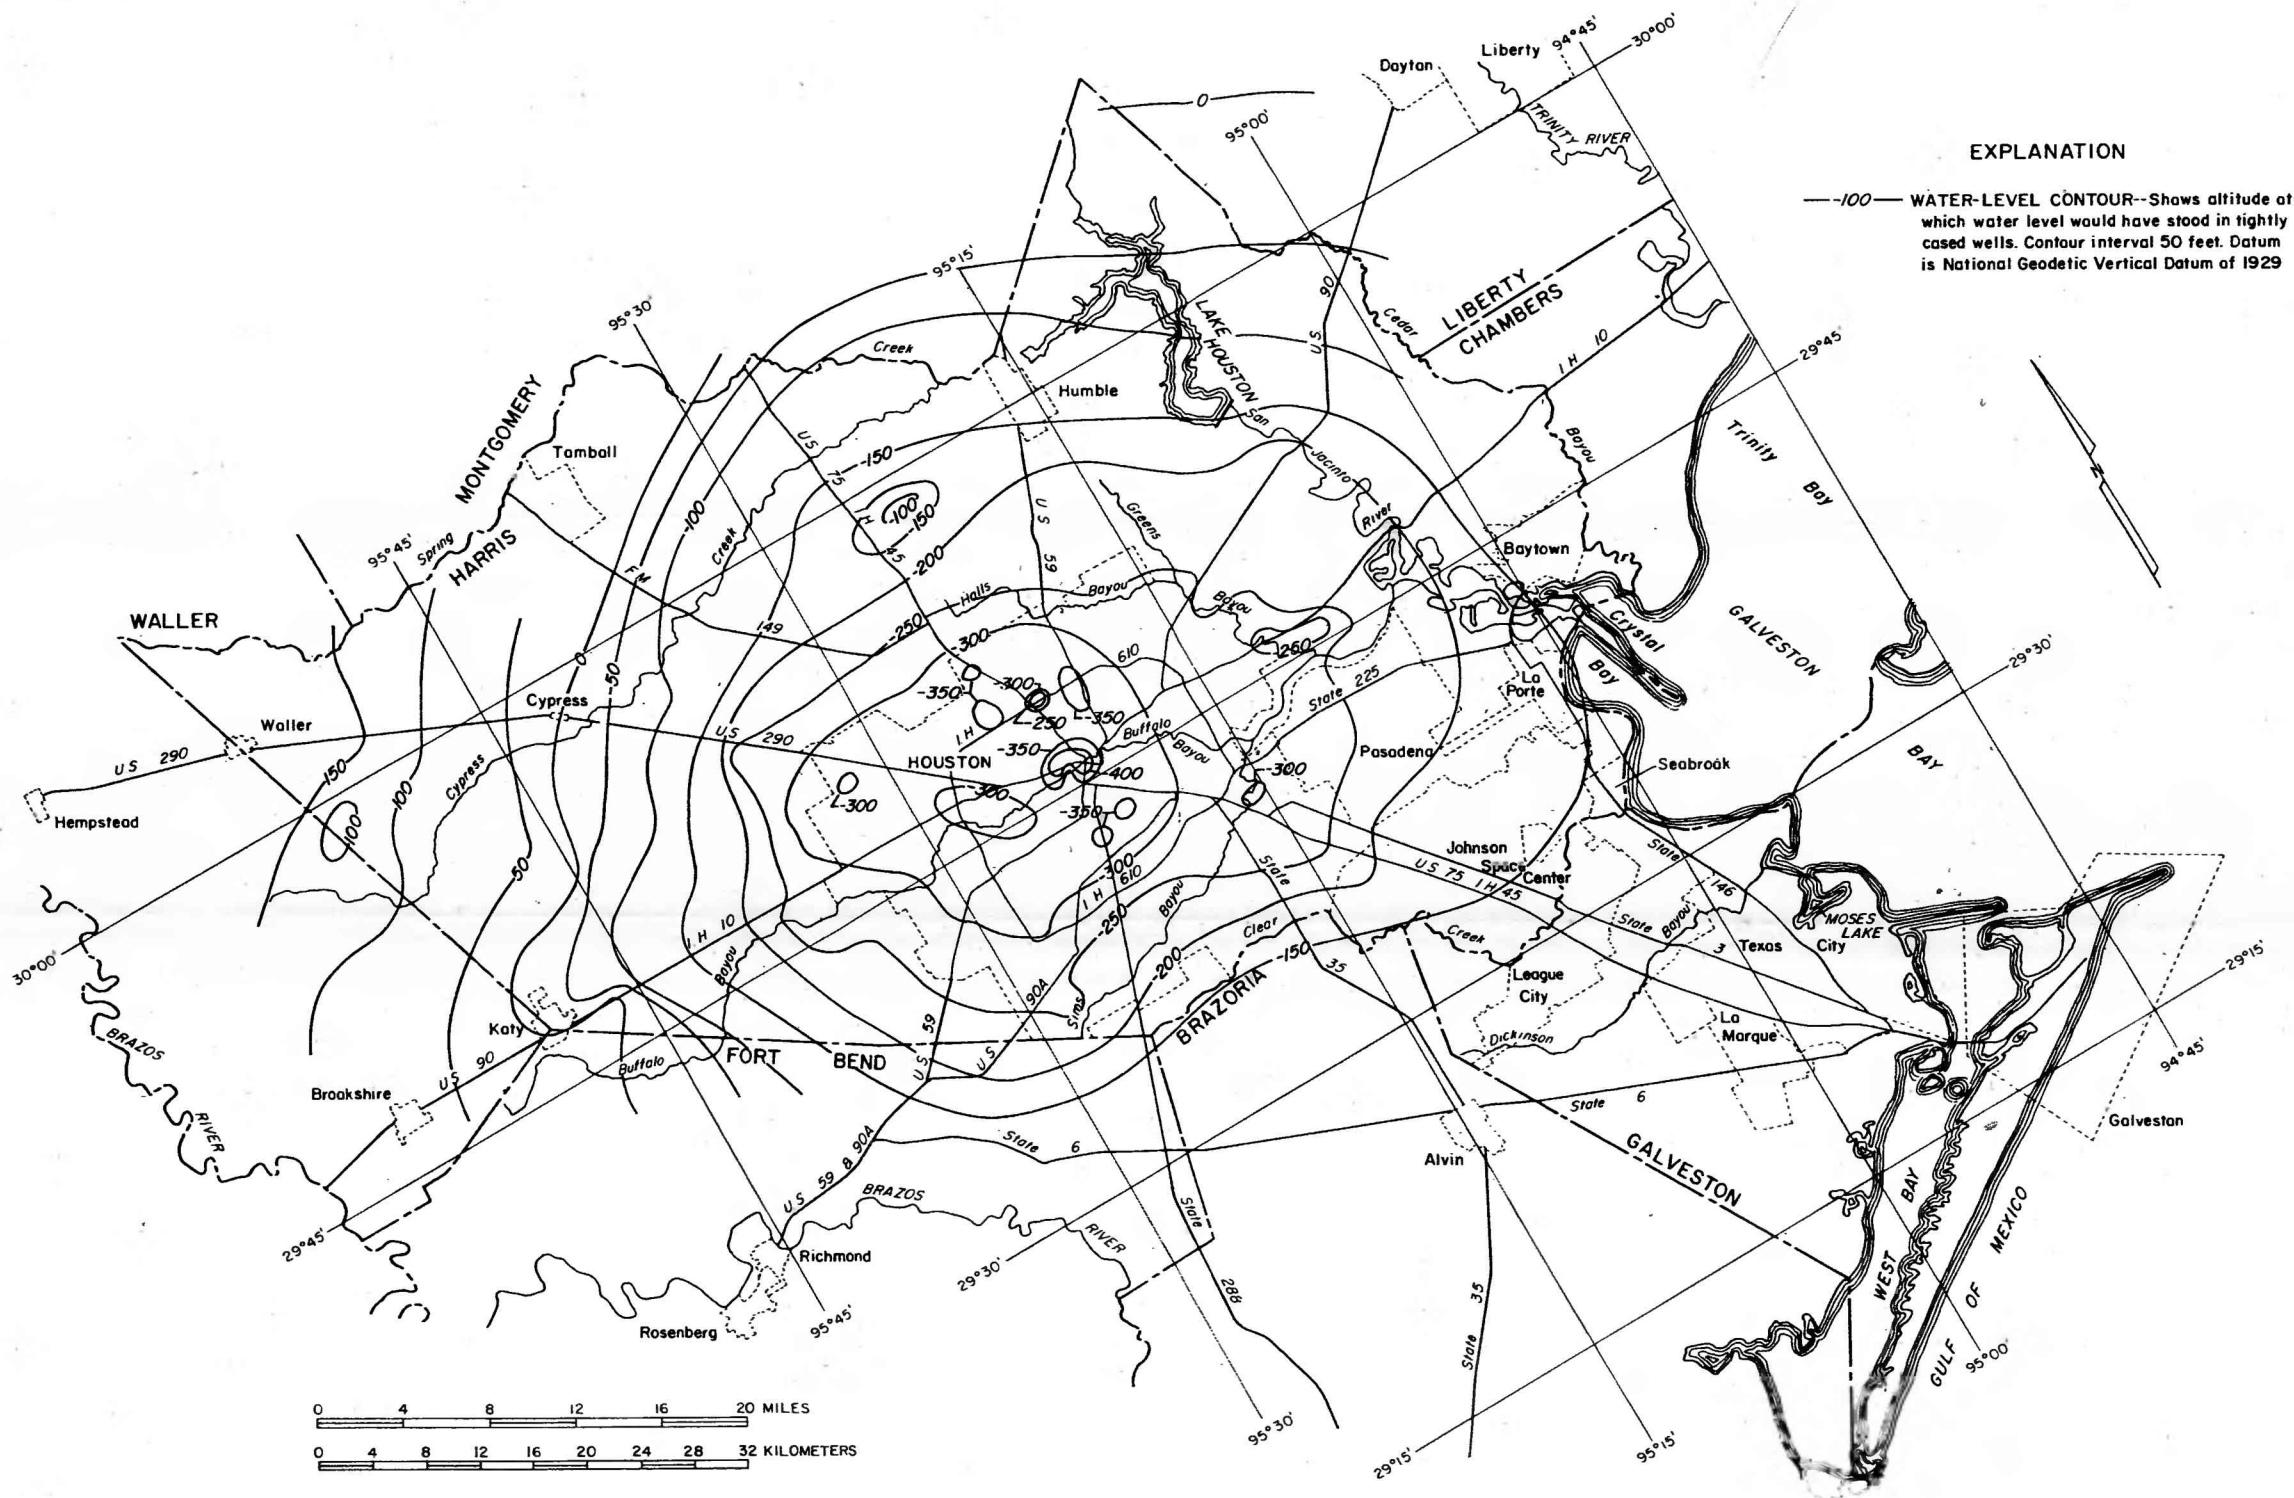 EXPLANATION
—-100— WATER-LEVEL CONTOUR--Shows altitude at
which water level would have stood in tightly
cased wells. Contour interval 50 feet. Datum
is National Geodetic Vertical Datum of 1929
94°45'
30°00'
Liberty
Dayton
TRINITY RIVER
0
95°00'
95°15'
95°30'
90
US
Cedar
LIBERTY
CHAMBERS
IH 10
29°45'
LAKE HOUSTON
Creek
Humble
San
Jacinto
River
Bayou
Trinity
Bay
N
MONTGOMERY
Tomball
US
75
-150
-100
IH
45
-100
-150
-200
US
59
Greens
Bayou
Baytown
95°45'
Spring
HARRIS
Creek
FM
149
Halls
Bayou
-250
-300
610
-260
Crystal
Bay
GALVESTON
BAY
29°30'
WALLER
0
-50
Cypress
Waller
US 290
Hempstead
US 290
-350
-300
-250
-350
IH
State 225
La
Porte
Buffalo
Bayou
Pasadena
HOUSTON
-350
-400
-300
-300
-300
-350
Seabrook
150
100
100
Cypress
50
Johnson
Space
Center
US 75 IH 45
State
146
State
-300
IH 610
-250
Bayou
Clear
Creek
State
3
Bayou
MOSES
LAKE
Texas
City
IH 10
Bayou
-200
-150
35
League
City
29°15'
30°00'
BRAZOS
RIVER
Katy
US 90
Brookshire
Buffalo
FORT BEND
US 59
US 90A
Sims
BRAZORIA
Dickinson
La
Marque
94°45'
State 6
Galveston
State 6
US 59 & 90A
Alvin
GALVESTON
WEST BAY
GULF OF MEXICO
BRAZOS
RIVER
State
288
29°45'
Richmond
Rosenberg
95°45'
29°30'
State 35
95°00'
95°30'
95°15'
29°15'
0 4 8 12 16 20 MILES
0 4 8 12 16 20 24 28 32 KILOMETERS